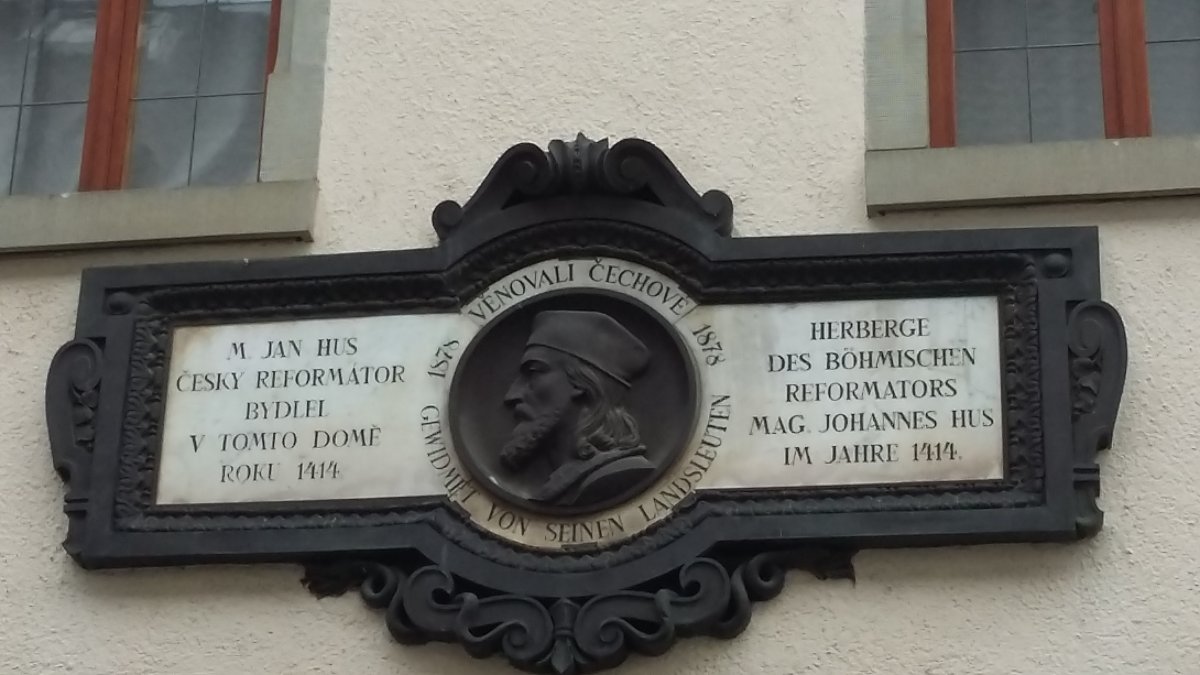 M. JAN HUS
ČESKY REFORMÁTOR
BYDLEL
V TOMTO DOMĚ
ROKU 1414.
VĚNOVALI ČECHOVÉ
1878
1878
GEWIDMET VON SEINEN LANDSLEUTEN
HERBERGE
DES BÖHMISCHEN
REFORMATORS
MAG. JOHANNES HUS
IM JAHRE 1414.